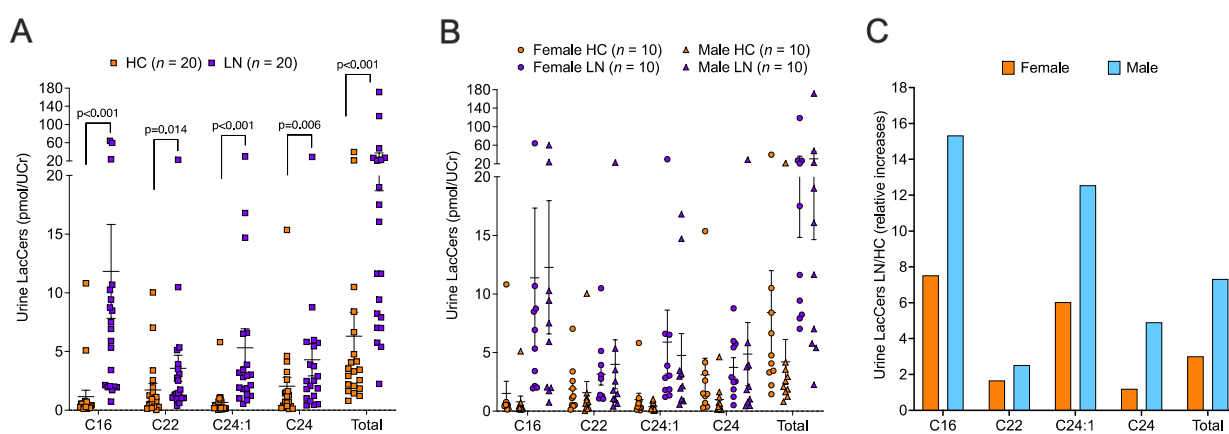 A
HC (n = 20) LN (n = 20)
p<0.001
p<0.001 p=0.014 p<0.001 p=0.006
Urine LacCers (pmol/UCr)
180
140
100
60
20
20
15
10
5
0
C16 C22 C24:1 C24 Total
B
Female HC (n = 10) Male HC (n = 10)
Female LN (n = 10) Male LN (n = 10)
Urine LacCers (pmol/UCr)
180
140
100
60
20
20
15
10
5
0
C16 C22 C24:1 C24 Total
C
Female Male
Urine LacCers LN/HC (relative increases)
18
16
14
12
10
8
6
4
2
0
C16 C22 C24:1 C24 Total